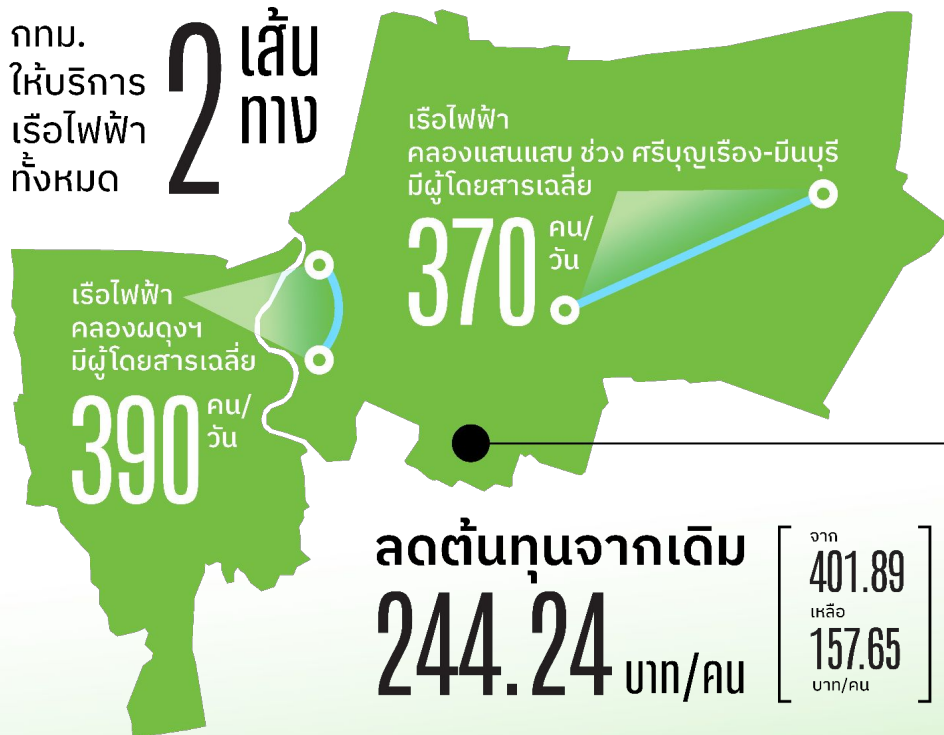 กทม.
ให้บริการ
เรือไฟฟ้า
ทั้งหมด
2
เส้น
ทาง
เรือไฟฟ้า
คลองแสนแสบ ช่วง ศรีบุญเรือง-มีนบุรี
มีผู้โดยสารเฉลี่ย
370 คน/
วัน
เรือไฟฟ้า
คลองผดุงฯ
มีผู้โดยสารเฉลี่ย
390 คน/
วัน
ลดต้นทุนจากเดิม
244.24 บาท/คน
จาก
401.89
เหลือ
157.65
บาท/คน